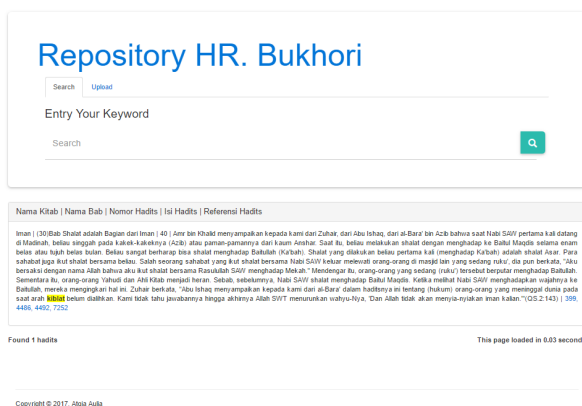 Repository HR. Bukhori
Search Upload
Entry Your Keyword
Search
Nama Kitab | Nama Bab | Nomor Hadits | Isi Hadits | Referensi Hadits
Iman | (30)Bab Shalat adalah Bagian dari Iman | 40 | Amr bin Khalid menyampaikan kepada kami dari Zuhair, dari Abu Ishaq, dari al-Bara' bin Azib bahwa saat Nabi SAW pertama kali datang
di Madinah, beliau singgah pada kakek-kakeknya (Azib) atau paman-pamannya dari kaum Anshar. Saat itu, beliau melakukan shalat dengan menghadap ke Baitul Maqdis selama enam
belas atau tujuh belas bulan. Beliau sangat berharap bisa shalat menghadap Baitullah (Ka'bah). Shalat yang dilakukan beliau pertama kali (menghadap Ka'bah) adalah shalat Asar. Para
sahabat juga ikut shalat bersama beliau. Salah seorang sahabat yang ikut shalat bersama Nabi SAW keluar melewati orang-orang di masjid lain yang sedang ruku', dia pun berkata, "Aku
bersaksi dengan nama Allah bahwa aku ikut shalat bersama Rasulullah SAW menghadap Mekah." Mendengar itu, orang-orang yang sedang (ruku') tersebut berputar menghadap Baitullah.
Sementara itu, orang-orang Yahudi dan Ahli Kitab menjadi heran. Sebab, sebelumnya, Nabi SAW shalat menghadap Baitul Maqdis. Ketika melihat Nabi SAW menghadapkan wajahnya ke
Baitullah, mereka mengingkari hal ini. Zuhair berkata, "Abu Ishaq menyampaikan kepada kami dari al-Bara' dalam haditsnya ini tentang (hukum) orang-orang yang meninggal dunia pada
saat arah kiblat belum dialihkan. Kami tidak tahu jawabannya hingga akhirnya Allah SWT menurunkan wahyu-Nya, 'Dan Allah tidak akan menyia-nyiakan iman kalian.'"(QS.2:143) | 399,
4486, 4492, 7252
Found 1 hadits This page loaded in 0.03 second
Copyright © 2017, Atqia Aulia